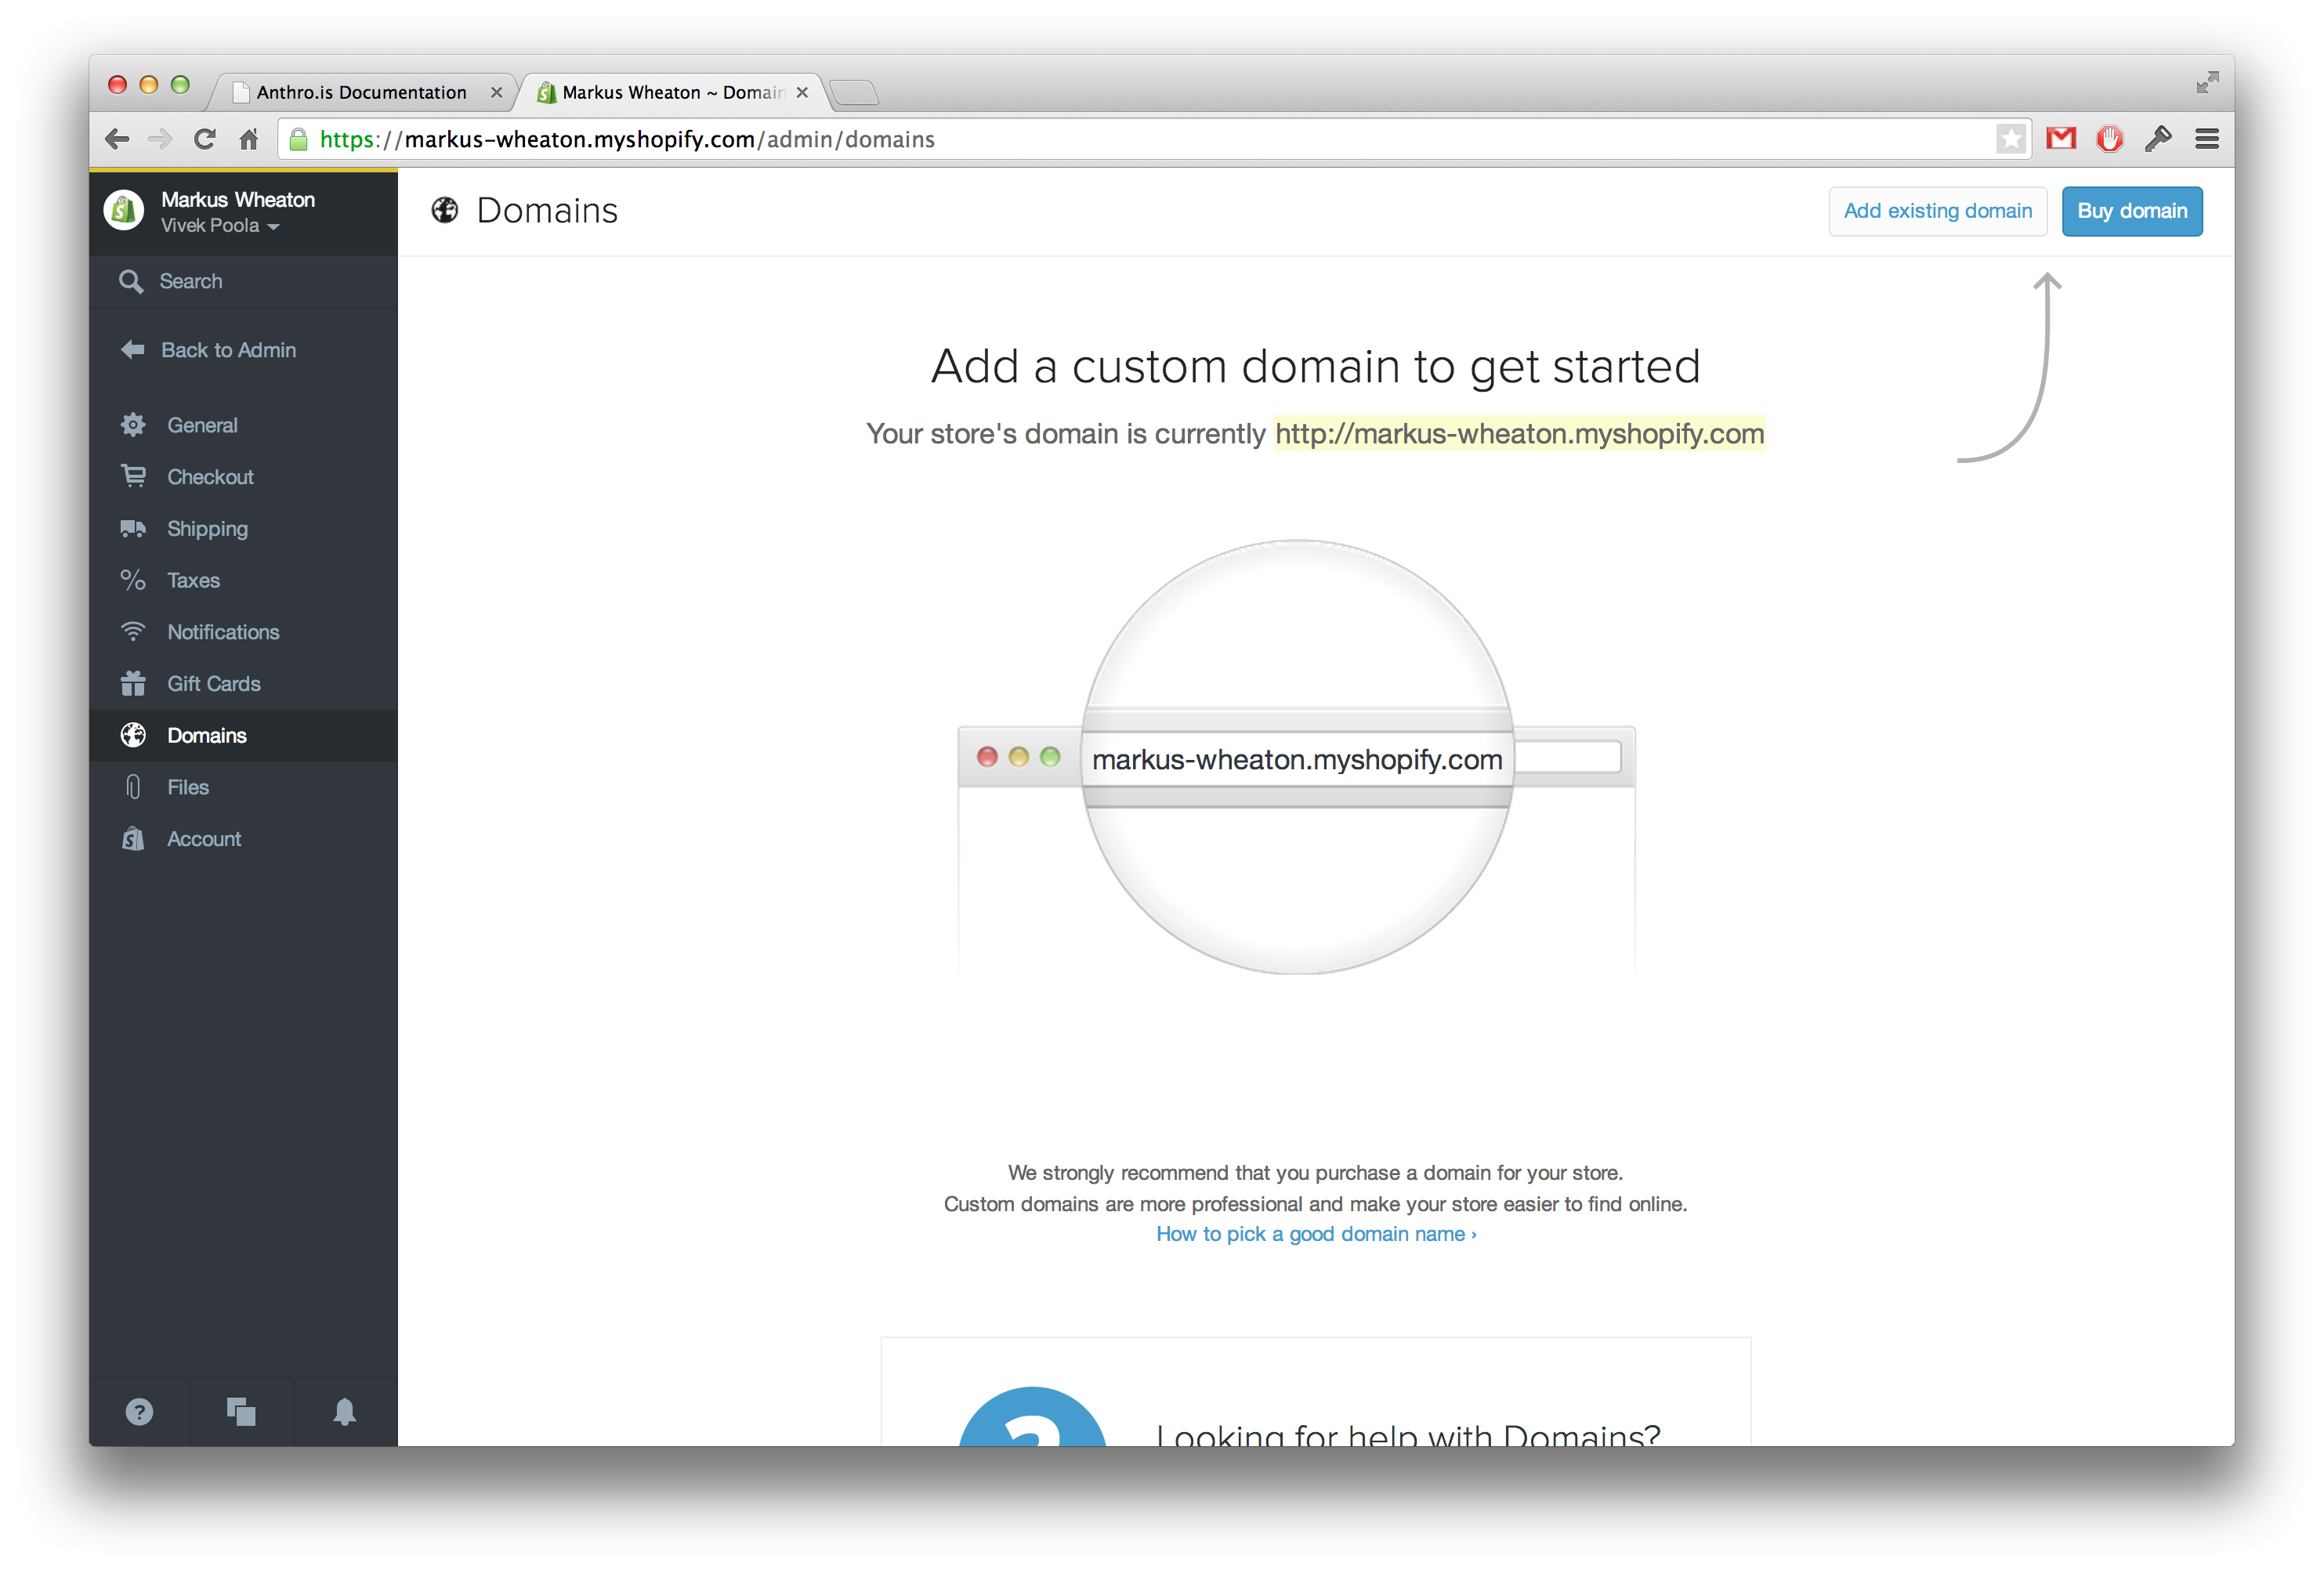 Anthro.is Documentation
Markus Wheaton ~ Domain
https://markus-wheaton.myshopify.com/admin/domains
Markus Wheaton
Vivek Poola
Search
Back to Admin
General
Checkout
Shipping
Taxes
Notifications
Gift Cards
Domains
Files
Account
Domains
Add existing domain
Buy domain
Add a custom domain to get started
Your store's domain is currently http://markus-wheaton.myshopify.com
markus-wheaton.myshopify.com
We strongly recommend that you purchase a domain for your store.
Custom domains are more professional and make your store easier to find online.
How to pick a good domain name ›
Looking for help with Domains?